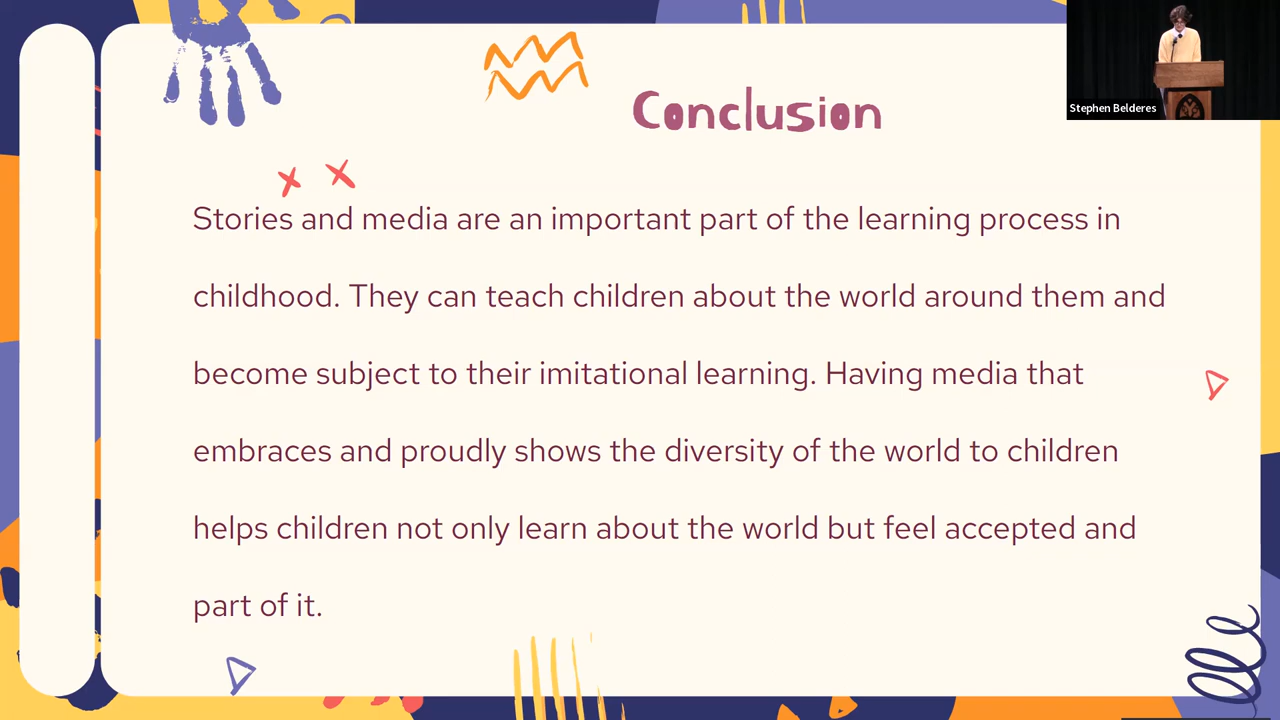 Conclusion
Stephen Belderes
Stories and media are an important part of the learning process in
childhood. They can teach children about the world around them and
become subject to their imitational learning. Having media that
embraces and proudly shows the diversity of the world to children
helps children not only learn about the world but feel accepted and
part of it.